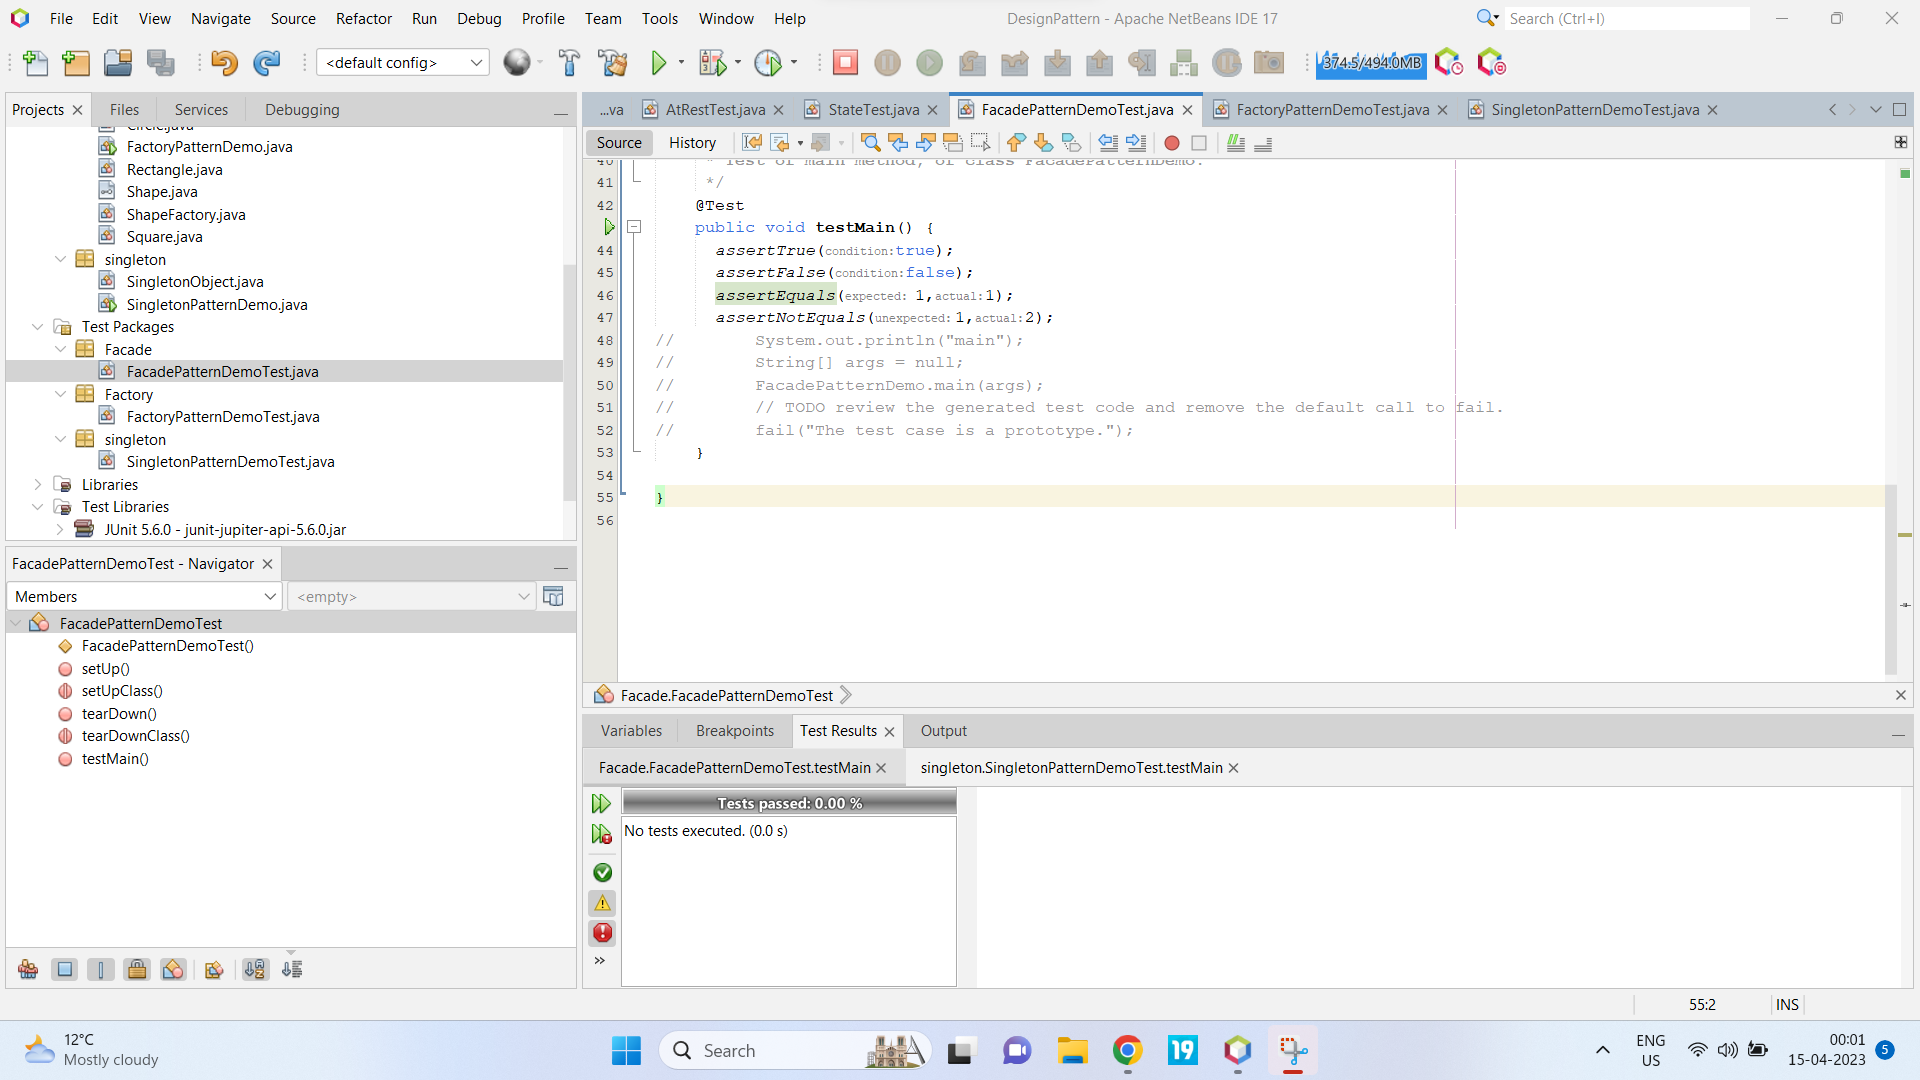 File Edit View Navigate Source Refactor Run Debug Profile Team Tools Window Help
DesignPattern - Apache NetBeans IDE 17
Search (Ctrl+I)
<default config>
374.5/494.0MB
Projects Files Services Debugging
Circle.java
FactoryPatternDemo.java
Rectangle.java
Shape.java
ShapeFactory.java
Square.java
singleton
SingletonObject.java
SingletonPatternDemo.java
Test Packages
Facade
FacadePatternDemoTest.java
Factory
FactoryPatternDemoTest.java
singleton
SingletonPatternDemoTest.java
Libraries
Test Libraries
JUnit 5.6.0 - junit-jupiter-api-5.6.0.jar
FacadePatternDemoTest - Navigator
Members
<empty>
FacadePatternDemoTest
FacadePatternDemoTest()
setUp()
setUpClass()
tearDown()
tearDownClass()
testMain()
...va AtRestTest.java StateTest.java FacadePatternDemoTest.java FactoryPatternDemoTest.java SingletonPatternDemoTest.java
Source History
40 * Test of main method, of class FacadePatternDemo.
41 */
42 @Test
public void testMain() {
44 assertTrue(condition:true);
45 assertFalse(condition:false);
46 assertEquals(expected: 1,actual:1);
47 assertNotEquals(unexpected:1,actual:2);
48 // System.out.println("main");
49 // String[] args = null;
50 // FacadePatternDemo.main(args);
51 // // TODO review the generated test code and remove the default call to fail.
52 // fail("The test case is a prototype.");
53 }
54
55 }
56
Facade.FacadePatternDemoTest
Variables Breakpoints Test Results Output
Facade.FacadePatternDemoTest.testMain singleton.SingletonPatternDemoTest.testMain
Tests passed: 0.00 %
No tests executed. (0.0 s)
55:2 INS
12°C
Mostly cloudy
Search
19
ENG
US
00:01
15-04-2023
5